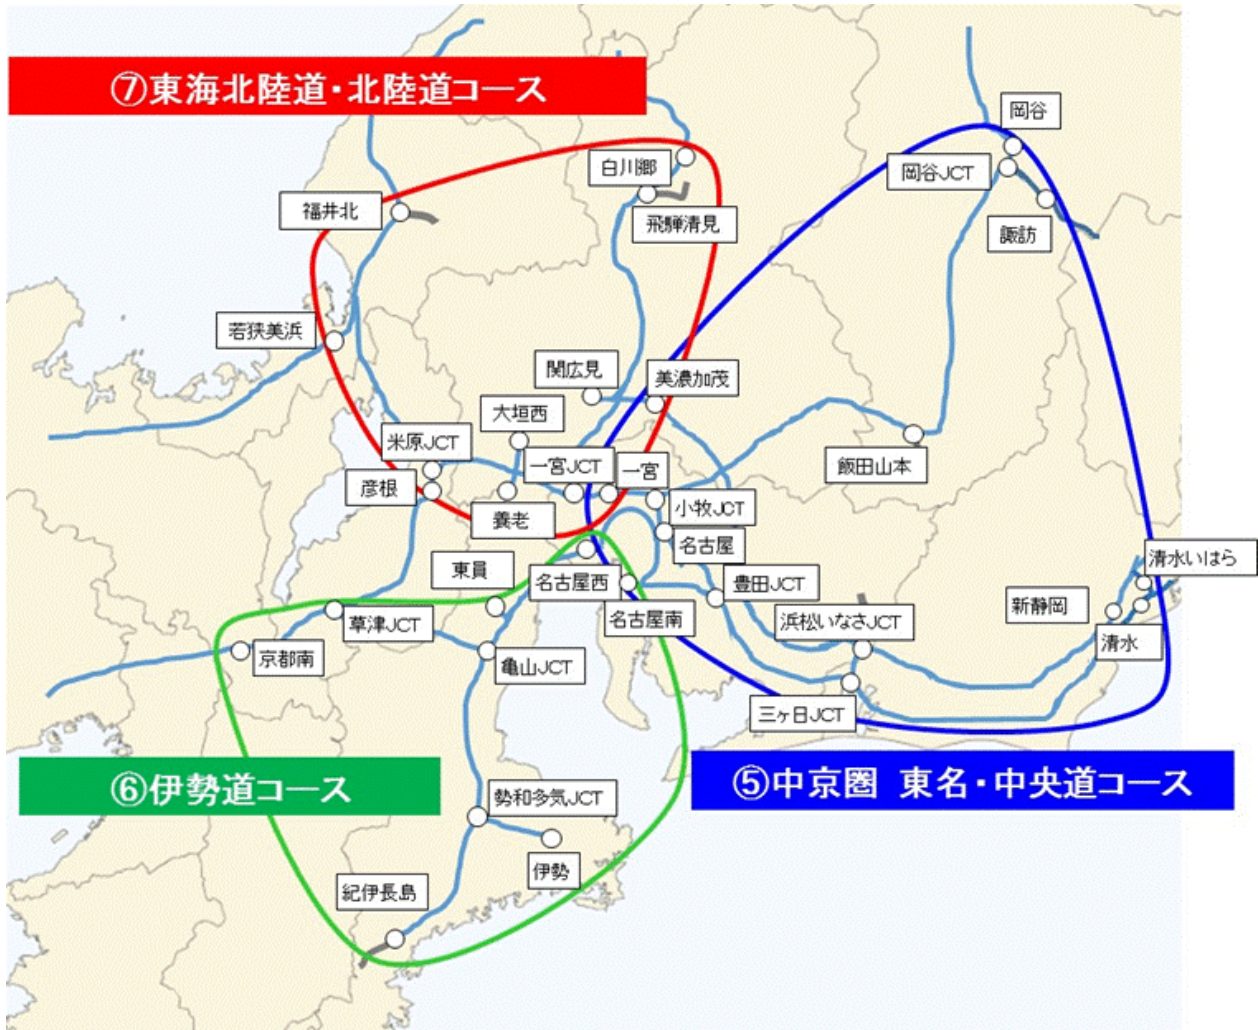 ⑦東海北陸道・北陸道コース
岡谷
白川郷
岡谷JCT
福井北
飛騨清見
諏訪
若狭美浜
関広見
美濃加茂
大垣西
米原JCT
一宮JCT
一宮
飯田山本
彦根
小牧JCT
養老
名古屋
清水いはら
東員
名古屋西
豊田JCT
新静岡
名古屋南
浜松いなさJCT
草津JCT
清水
京都南
亀山JCT
三ヶ日JCT
⑥伊勢道コース
⑤中京圏 東名・中央道コース
勢和多気JCT
伊勢
紀伊長島